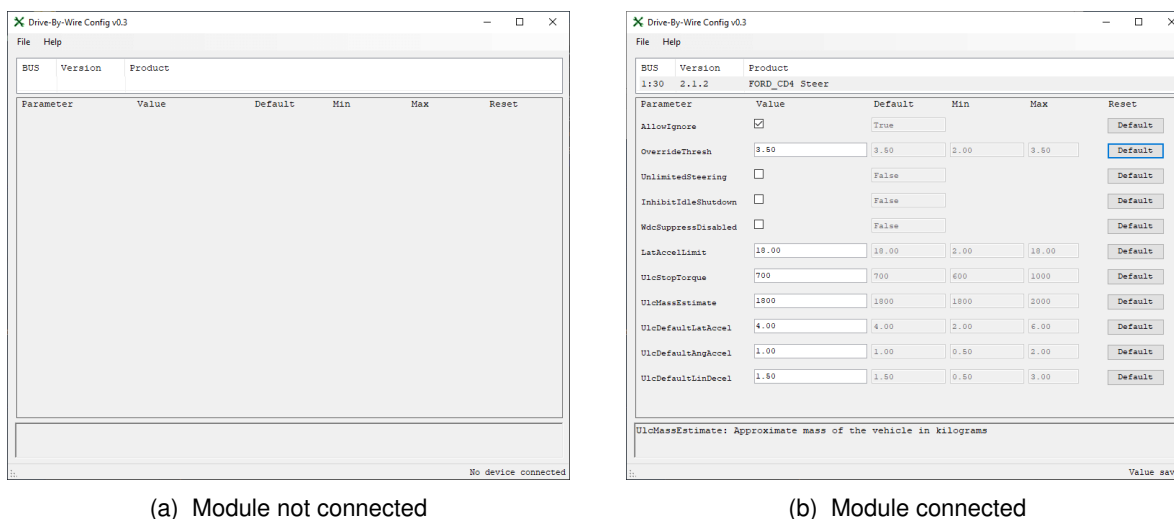 Drive-By-Wire Config v0.3
File Help
BUS Version Product
Parameter Value Default Min Max Reset
No device connected
(a) Module not connected
Drive-By-Wire Config v0.3
File Help
BUS Version Product
1:30 2.1.2 FORD_CD4 Steer
Parameter Value Default Min Max Reset
AllowIgnore True Default
OverrideThresh 3.50 3.50 2.00 3.50 Default
UnlimitedSteering False Default
InhibitIdleShutdown False Default
WdcSuppressDisabled False Default
LatAccelLimit 18.00 18.00 2.00 18.00 Default
UlcStopTorque 700 700 600 1000 Default
UlcMassEstimate 1800 1800 1800 2000 Default
UlcDefaultLatAccel 4.00 4.00 2.00 6.00 Default
UlcDefaultAngAccel 1.00 1.00 0.50 2.00 Default
UlcDefaultLinDecel 1.50 1.50 0.50 3.00 Default
UlcMassEstimate: Approximate mass of the vehicle in kilograms
Value sav
(b) Module connected